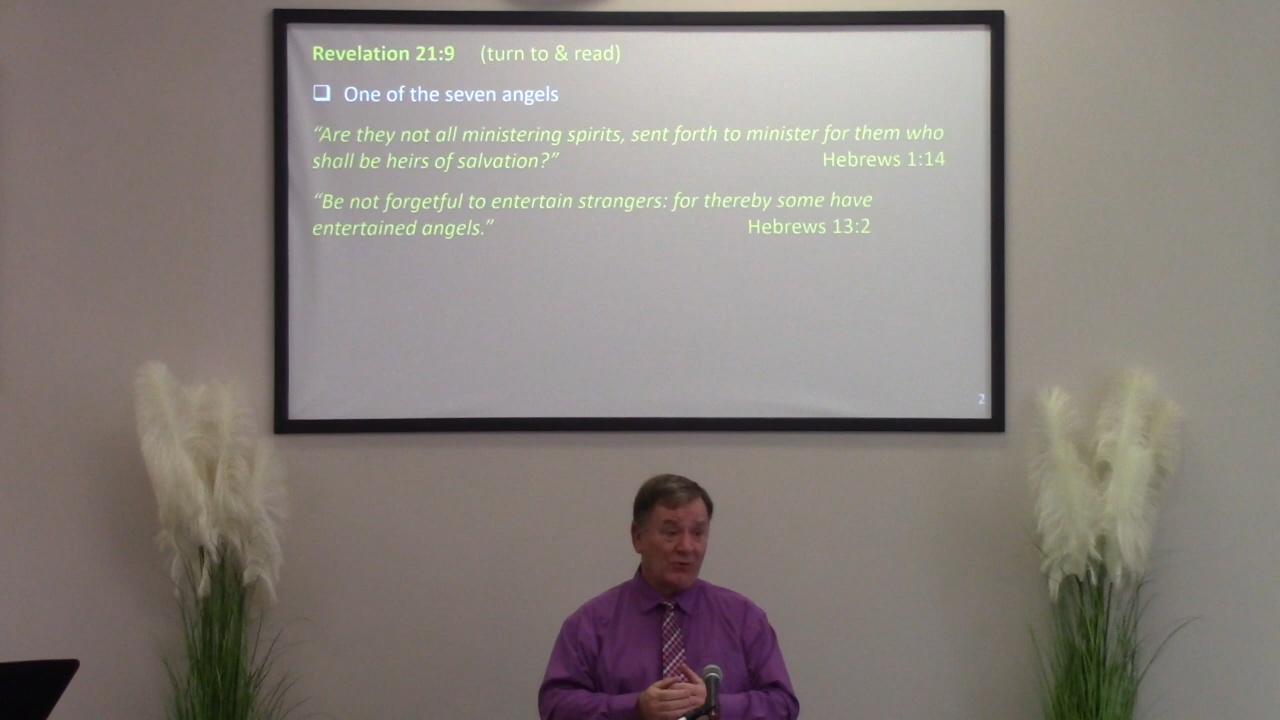 Revelation 21:9 (turn to & read)
❑ One of the seven angels
“Are they not all ministering spirits, sent forth to minister for them who
shall be heirs of salvation?” Hebrews 1:14
“Be not forgetful to entertain strangers: for thereby some have
entertained angels.” Hebrews 13:2
2